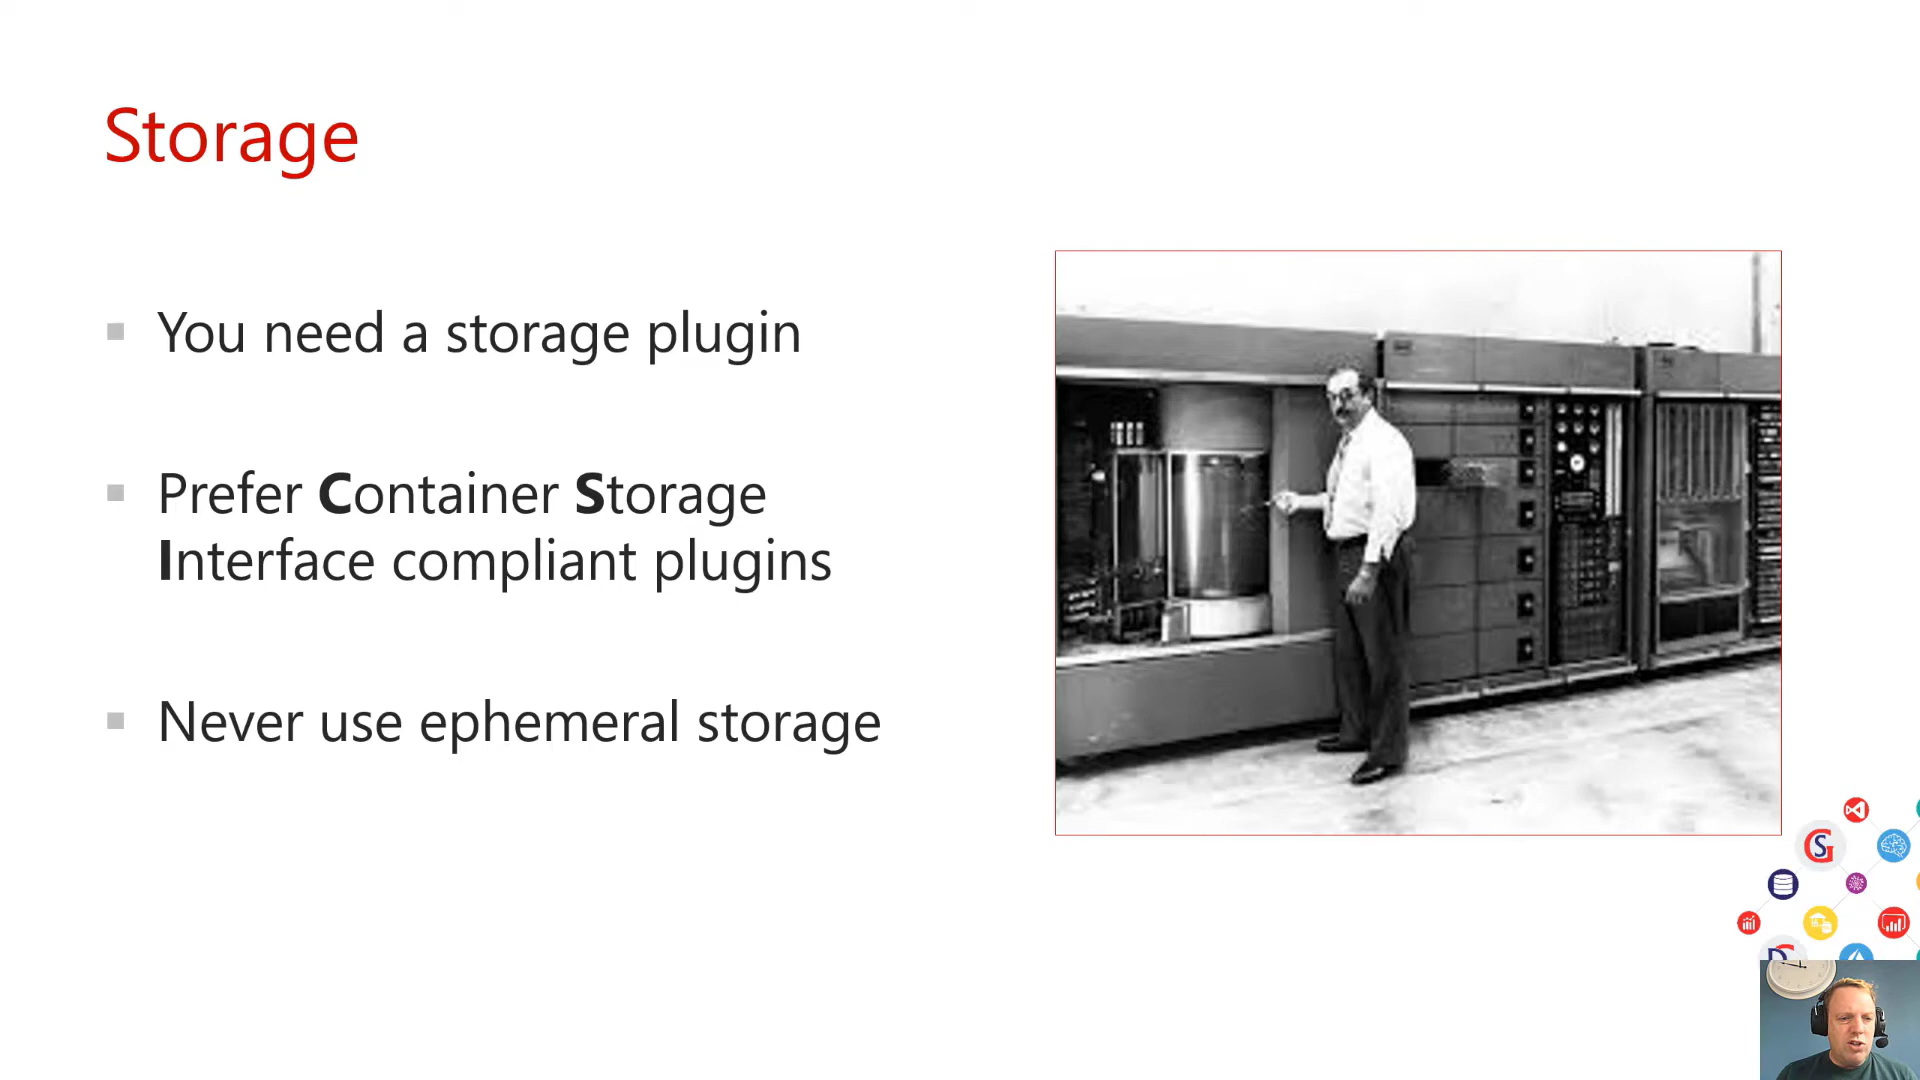 Storage
You need a storage plugin
Prefer Container Storage
Interface compliant plugins
Never use ephemeral storage